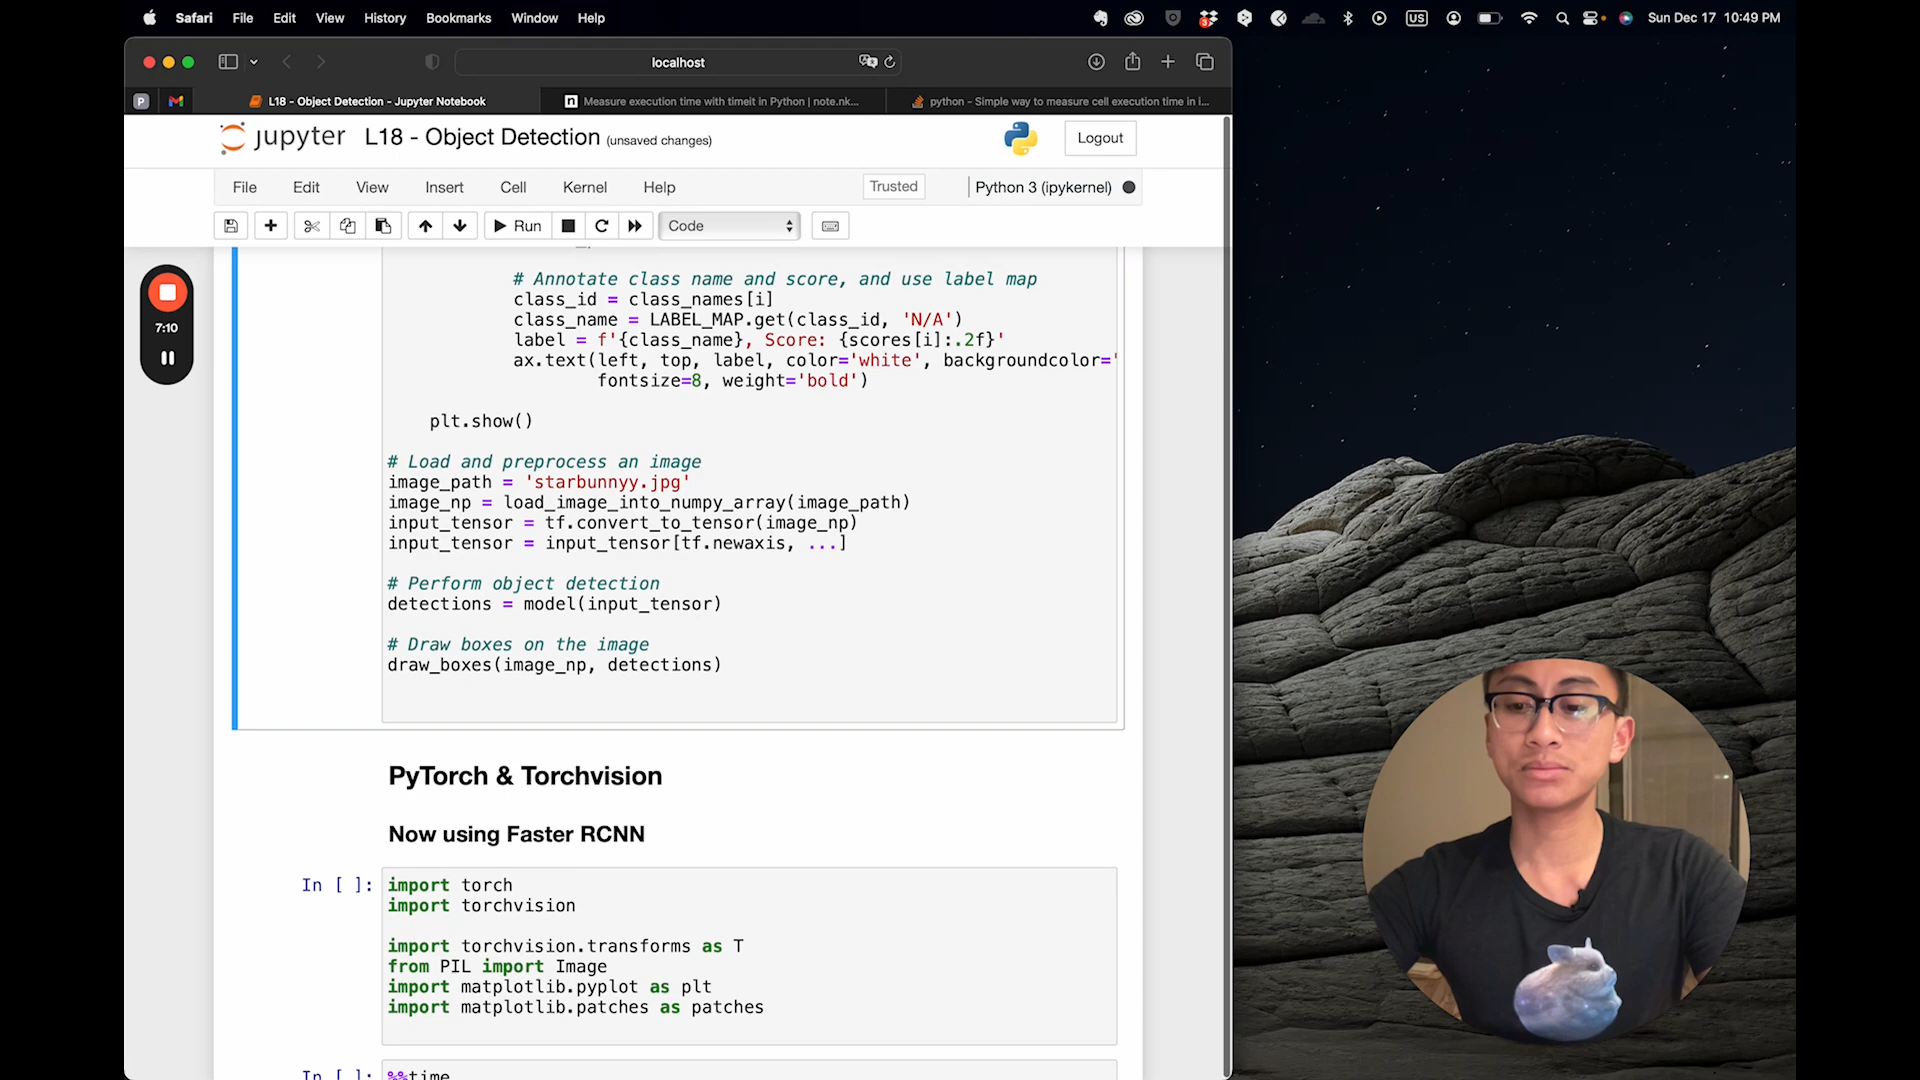 Safari File Edit View History Bookmarks Window Help
3
US
Sun Dec 17 10:49 PM
localhost
P
L18 - Object Detection - Jupyter Notebook
n Measure execution time with timeit in Python | note.nk...
python - Simple way to measure cell execution time in i...
jupyter L18 - Object Detection (unsaved changes)
Logout
File Edit View Insert Cell Kernel Help
Trusted
Python 3 (ipykernel)
Run
Code
7:10
# Annotate class name and score, and use label map
class_id = class_names[i]
class_name = LABEL_MAP.get(class_id, 'N/A')
label = f'{class_name}, Score: {scores[i]:.2f}'
ax.text(left, top, label, color='white', backgroundcolor='
fontsize=8, weight='bold')
plt.show()
# Load and preprocess an image
image_path = 'starbunnyy.jpg'
image_np = load_image_into_numpy_array(image_path)
input_tensor = tf.convert_to_tensor(image_np)
input_tensor = input_tensor[tf.newaxis, ...]
# Perform object detection
detections = model(input_tensor)
# Draw boxes on the image
draw_boxes(image_np, detections)
PyTorch & Torchvision
Now using Faster RCNN
In [ ]:
import torch
import torchvision
import torchvision.transforms as T
from PIL import Image
import matplotlib.pyplot as plt
import matplotlib.patches as patches
In [ ]:
%%time